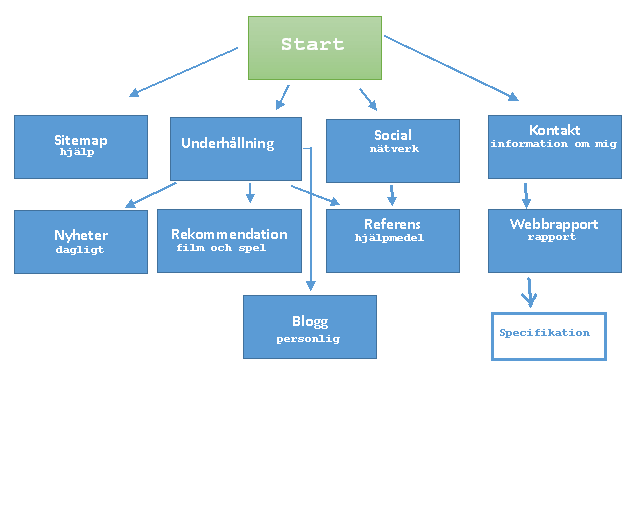 Start
Sitemap
hjälp
Underhållning
Social
nätverk
Kontakt
information om mig
Nyheter
dagligt
Rekommendation
film och spel
Referens
hjälpmedel
Webbrapport
rapport
Blogg
personlig
Specifikation